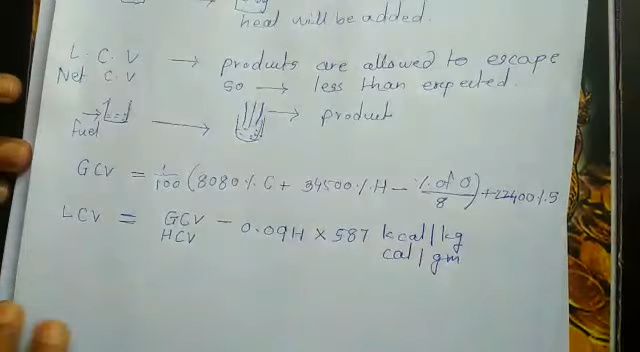 heat will be added.
L. C. V → products are allowed to escape
Net C. V so → less than expected.
→ Fuel → → product
GCV = 1/100 (8080 % C + 34500 % H - % of O / 8) + 22400 % S
LCV = GCV - 0.09H × 587 kcal/kg
HCV cal/gm